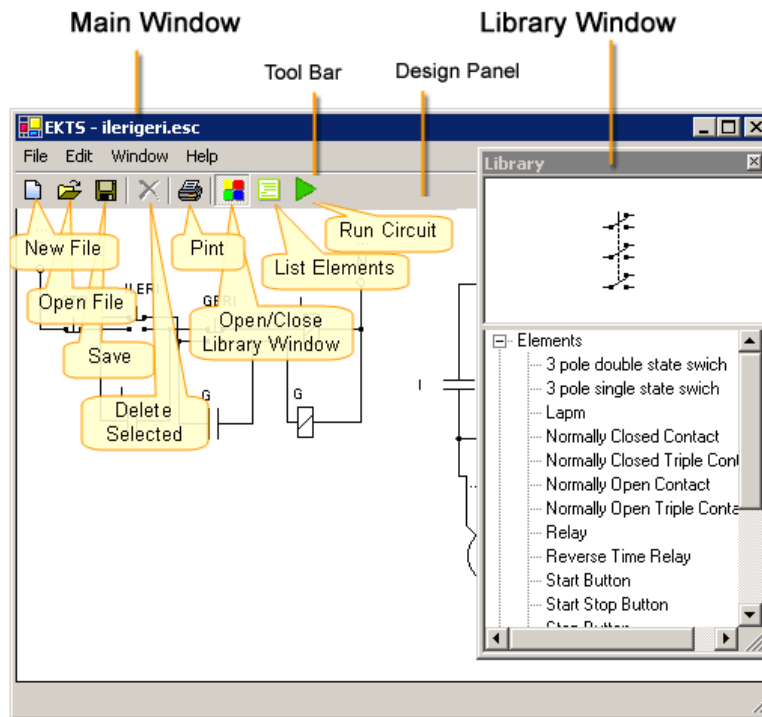 Main Window
Library Window
Tool Bar
Design Panel
EKTS - ilerigeri.esc
File Edit Window Help
Library
New File
Pint
Run Circuit
List Elements
Open File
Open/Close
Library Window
Save
Delete
Selected
G
G
I
Elements
3 pole double state swich
3 pole single state swich
Lapm
Normally Closed Contact
Normally Closed Triple Cont
Normally Open Contact
Normally Open Triple Conta
Relay
Reverse Time Relay
Start Button
Start Stop Button
Stop Button